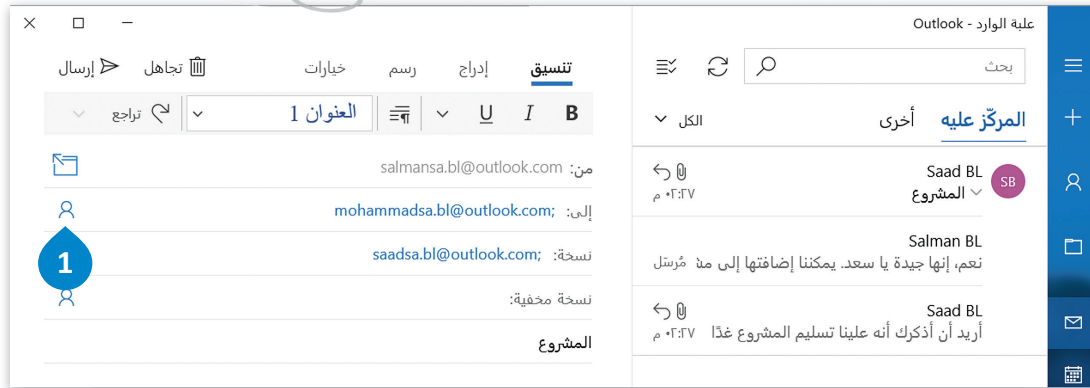 علبة الوارد - Outlook
بحث
المركّز عليه أخرى الكل
Saad BL
SB
المشروع
٠٢:٢٧ م
Salman BL
نعم، إنها جيدة يا سعد. يمكننا إضافتها إلى مش مُرسَل
Saad BL
أريد أن أذكرك أنه علينا تسليم المشروع غدًا ٠٢:٢٧ م
تنسيق إدراج رسم خيارات تجاهل إرسال
B I U العنوان 1 تراجع
من: salmansa.bl@outlook.com
إلى: mohammadsa.bl@outlook.com;
1
نسخة: saadsa.bl@outlook.com;
نسخة مخفية:
المشروع